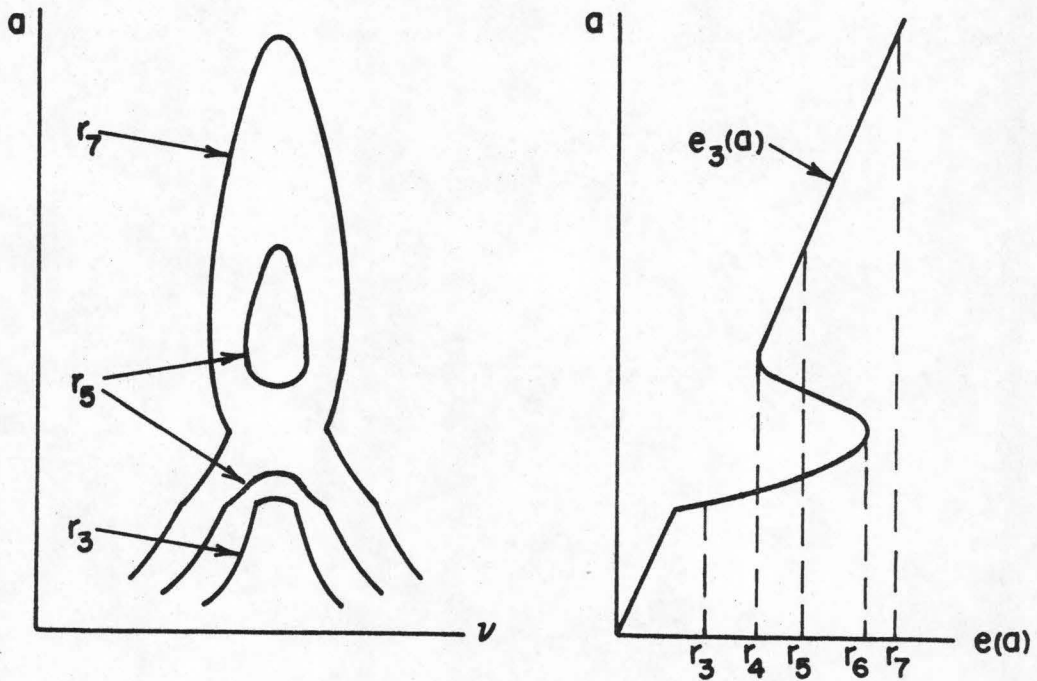 a
r₇
r₅
r₃
ν
a
e₃(a)
r₃ r₄ r₅ r₆ r₇
e(a)